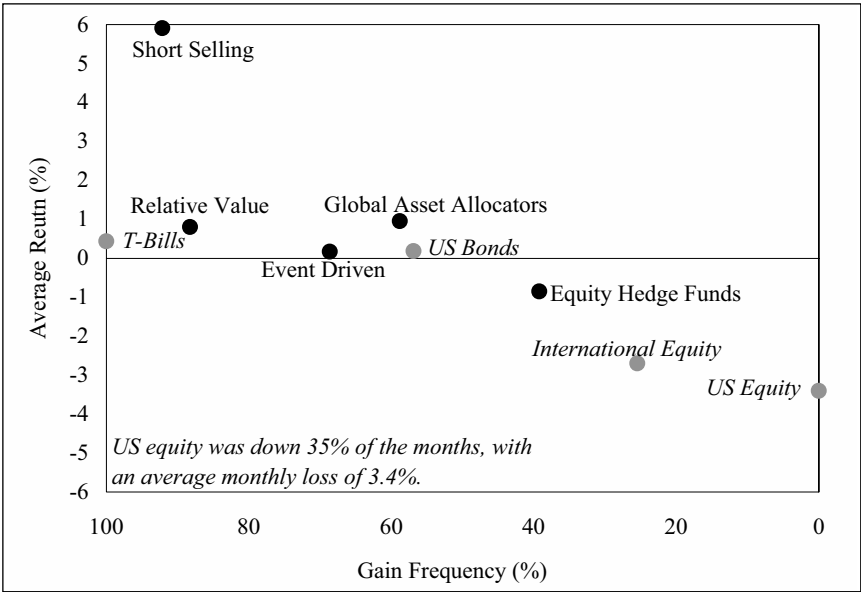 6
Short Selling
5
4
3
2
Relative Value
Global Asset Allocators
1
T-Bills
US Bonds
0
Event Driven
Average Reutn (%)
-1
Equity Hedge Funds
-2
International Equity
-3
US Equity
-4
-5
US equity was down 35% of the months, with
an average monthly loss of 3.4%.
-6
100 80 60 40 20 0
Gain Frequency (%)